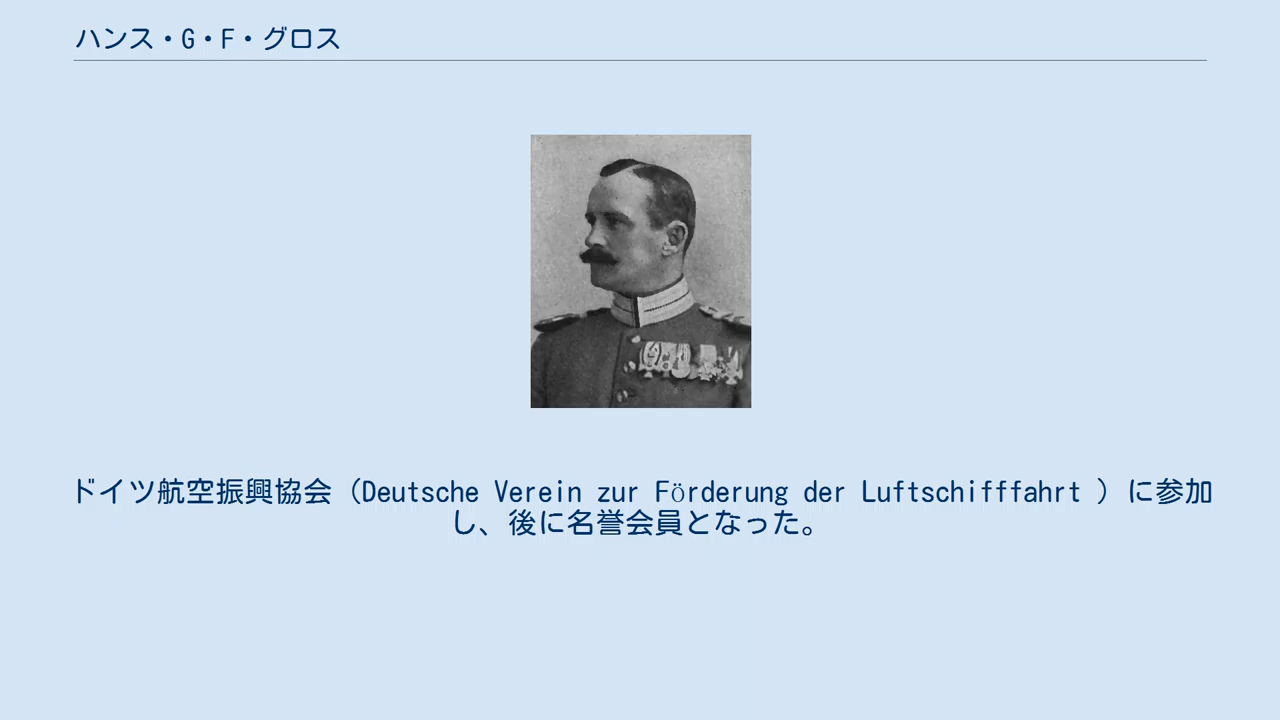 ハンス・G・F・グロス
ドイツ航空振興協会（Deutsche Verein zur Förderung der Luftschifffahrt ）に参加
し、後に名誉会員となった。